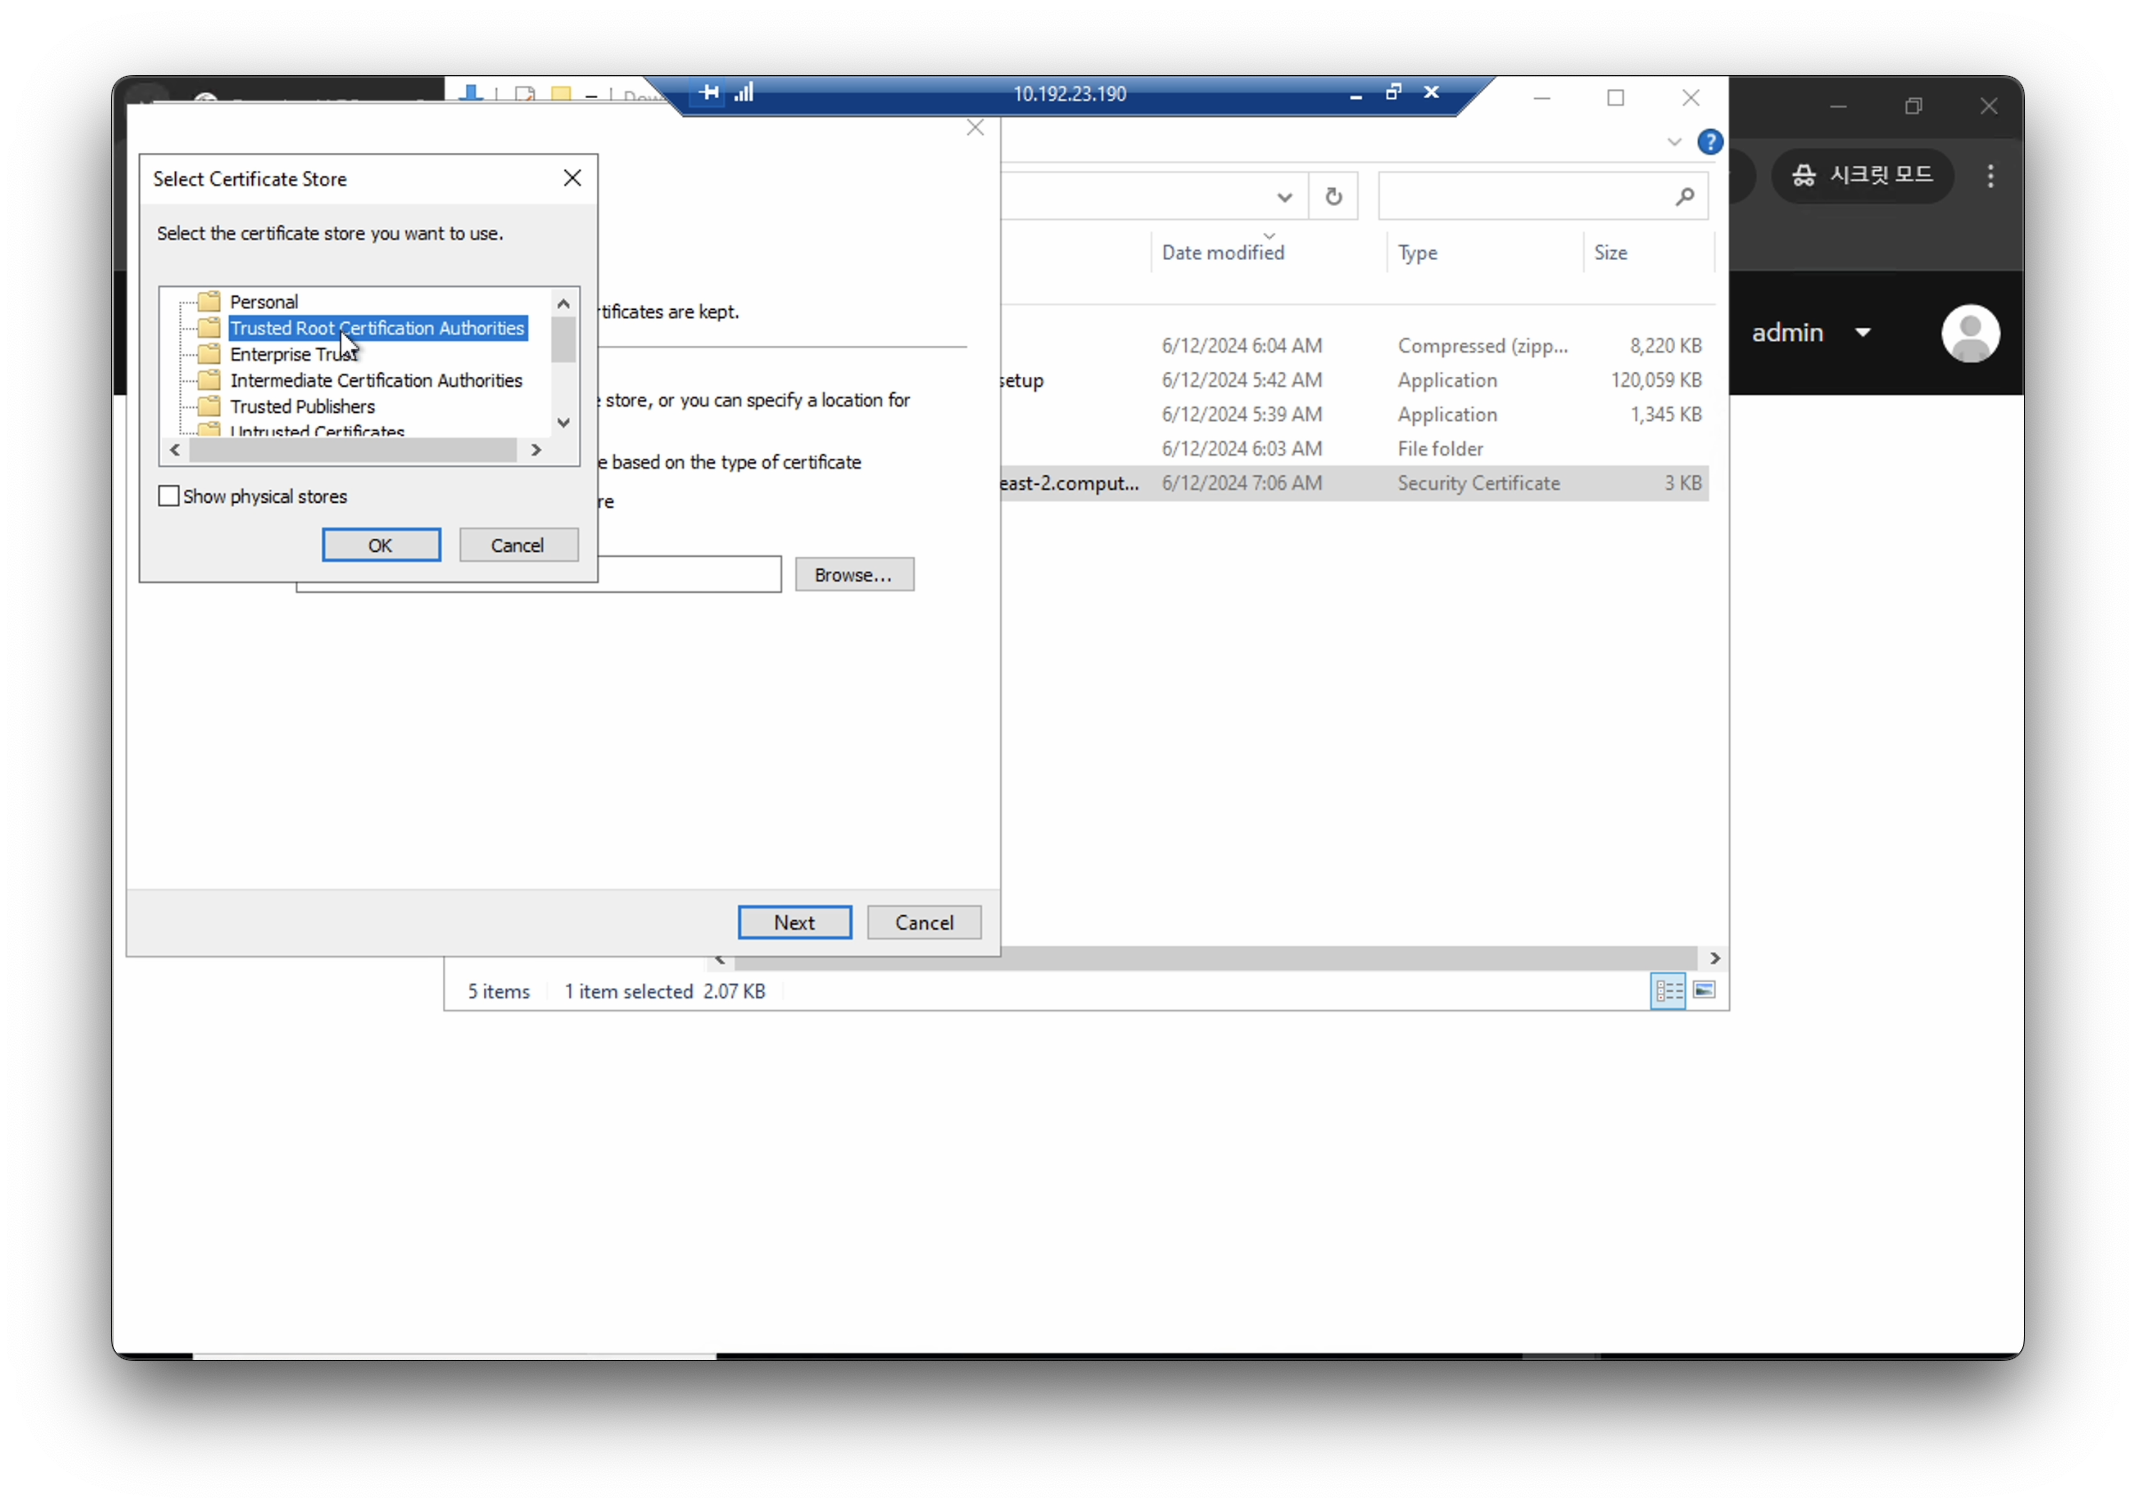 10.192.23.190
시크릿 모드
Select Certificate Store
Select the certificate store you want to use.
Personal
Trusted Root Certification Authorities
Enterprise Trust
Intermediate Certification Authorities
Trusted Publishers
Untrusted Certificates
Show physical stores
OK
Cancel
tificates are kept.
store, or you can specify a location for
e based on the type of certificate
re
Browse...
Next
Cancel
Date modified
Type
Size
6/12/2024 6:04 AM
Compressed (zipp...
8,220 KB
setup
6/12/2024 5:42 AM
Application
120,059 KB
6/12/2024 5:39 AM
Application
1,345 KB
6/12/2024 6:03 AM
File folder
east-2.comput...
6/12/2024 7:06 AM
Security Certificate
3 KB
admin
5 items
1 item selected 2.07 KB